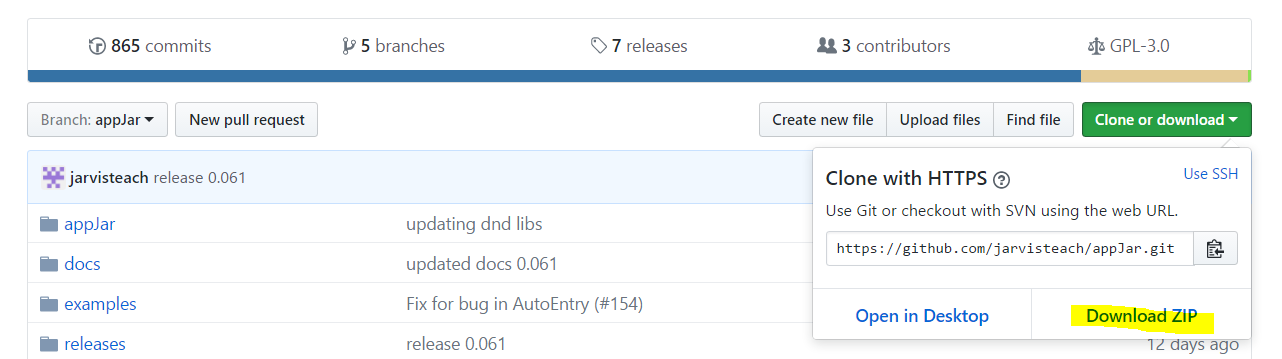 865 commits 5 branches 7 releases 3 contributors GPL-3.0
Branch: appJar New pull request Create new file Upload files Find file Clone or download
jarvisteach release 0.061
Clone with HTTPS ? Use SSH
Use Git or checkout with SVN using the web URL.
https://github.com/jarvisteach/appJar.git
Open in Desktop Download ZIP
appJar updating dnd libs
docs updated docs 0.061
examples Fix for bug in AutoEntry (#154)
releases release 0.061 12 days ago